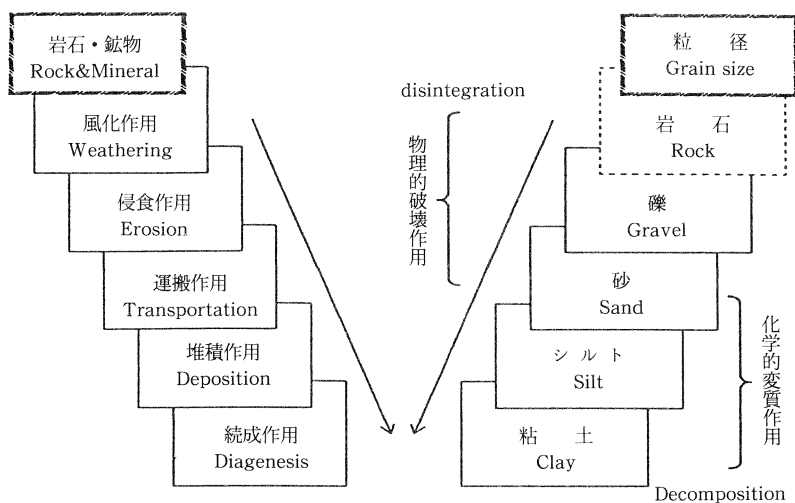 岩石・鉱物
Rock&Mineral
風化作用
Weathering
侵食作用
Erosion
運搬作用
Transportation
堆積作用
Deposition
続成作用
Diagenesis
disintegration
物理的破壊作用
粒 径
Grain size
岩 石
Rock
礫
Gravel
砂
Sand
シ ル ト
Silt
粘 土
Clay
化学的変質作用
Decomposition